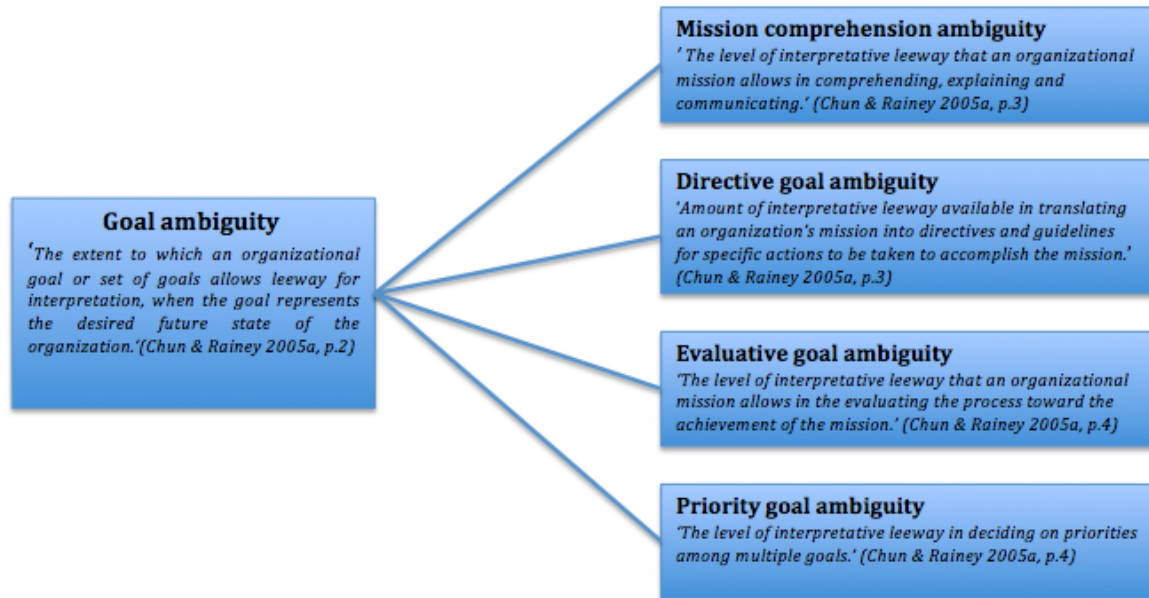 Mission comprehension ambiguity
' The level of interpretative leeway that an organizational
mission allows in comprehending, explaining and
communicating.' (Chun & Rainey 2005a, p.3)
Directive goal ambiguity
'Amount of interpretative leeway available in translating
an organization's mission into directives and guidelines
for specific actions to be taken to accomplish the mission.'
(Chun & Rainey 2005a, p.3)
Goal ambiguity
'The extent to which an organizational
goal or set of goals allows leeway for
interpretation, when the goal represents
the desired future state of the
organization.'(Chun & Rainey 2005a, p.2)
Evaluative goal ambiguity
'The level of interpretative leeway that an organizational
mission allows in the evaluating the process toward the
achievement of the mission.' (Chun & Rainey 2005a, p.4)
Priority goal ambiguity
'The level of interpretative leeway in deciding on priorities
among multiple goals.' (Chun & Rainey 2005a, p.4)